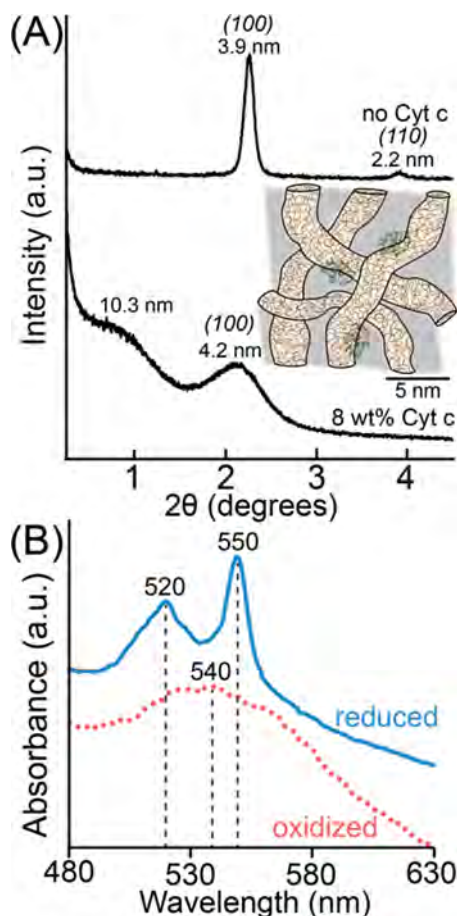 (A)
(100)
3.9 nm
no Cyt c
(110)
2.2 nm
10.3 nm
(100)
4.2 nm
5 nm
8 wt% Cyt c
Intensity (a.u.)
1 2 3 4
2θ (degrees)
(B)
550
520
540
reduced
oxidized
Absorbance (a.u.)
480 530 580 630
Wavelength (nm)